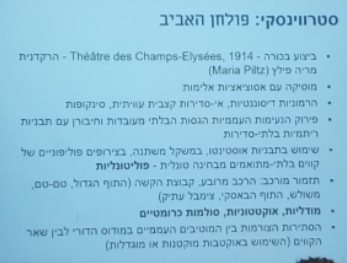 סטרווינסקי: פולחן האביב
• ביצוע בכורה - Théâtre des Champs-Elysées, 1914 - הרקדנית
מריה פילץ (Maria Piltz)
• מוסיקה עם אסוציאציות אלימות
• הרמוניות דיסוננטיות, אי-סדירות קצבית עוויתית, סינקופות
• פירוק הנעימות העממיות הגסות הבלתי מעובדות וחיבורן עם תבניות
ריתמיות בלתי-סדירות
• שימוש בתבניות אוסטינטו, במשקל משתנה, בצירופים פוליפוניים של
קווים בלתי-מתואמים מבחינה טונלית - פוליטונליות
• תזמור מורכב: הרכב מרובע, קבוצת הקשה (התוף הגדול, טם-טם,
משולש, התוף הבאסקי, צימבל עתיק)
• מודליות, אוקטטוניות, סולמות כרומטיים
• הסתירות הצורמות בין המוטיבים העממיים במודוס הדורי לבין שאר
הקווים (השימוש באוקטבות מוקטנות או מוגדלות)